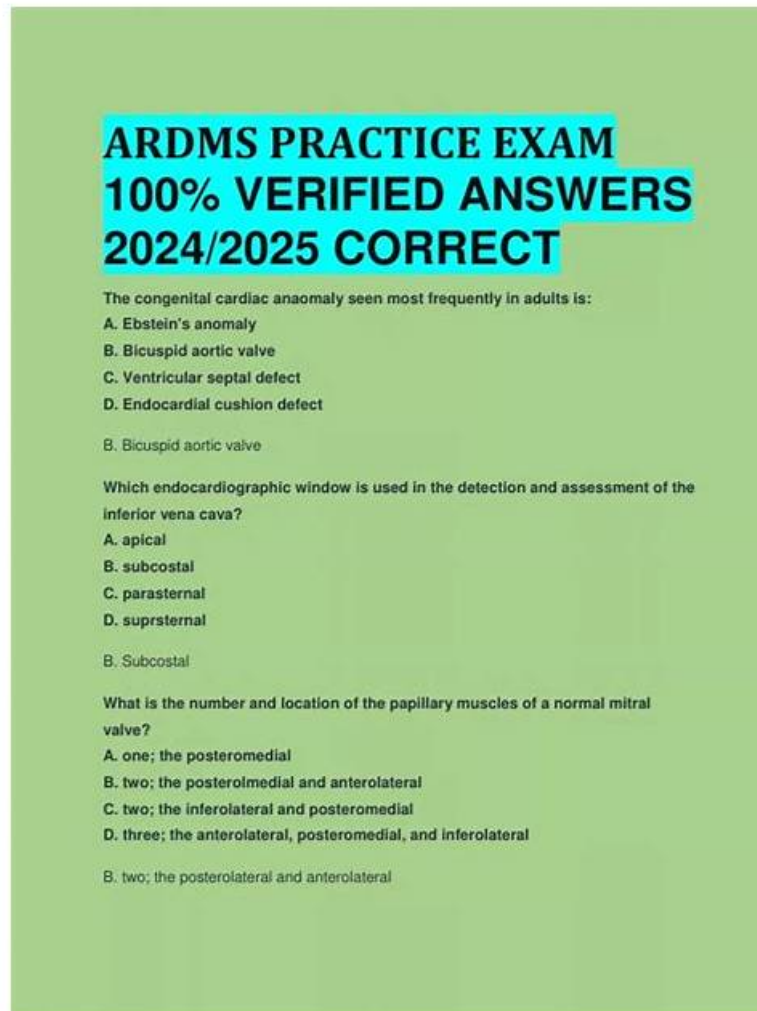 ARDMS PRACTICE EXAM
100% VERIFIED ANSWERS
2024/2025 CORRECT
The congenital cardiac anaomaly seen most frequently in adults is:
A. Ebstein's anomaly
B. Bicuspid aortic valve
C. Ventricular septal defect
D. Endocardial cushion defect
B. Bicuspid aortic valve
Which endocardiographic window is used in the detection and assessment of the
inferior vena cava?
A. apical
B. subcostal
C. parasternal
D. suprsternal
B. Subcostal
What is the number and location of the papillary muscles of a normal mitral
valve?
A. one; the posteromedial
B. two; the posterolmedial and anterolateral
C. two; the inferolateral and posteromedial
D. three; the anterolateral, posteromedial, and inferolateral
B. two; the posterolateral and anterolateral